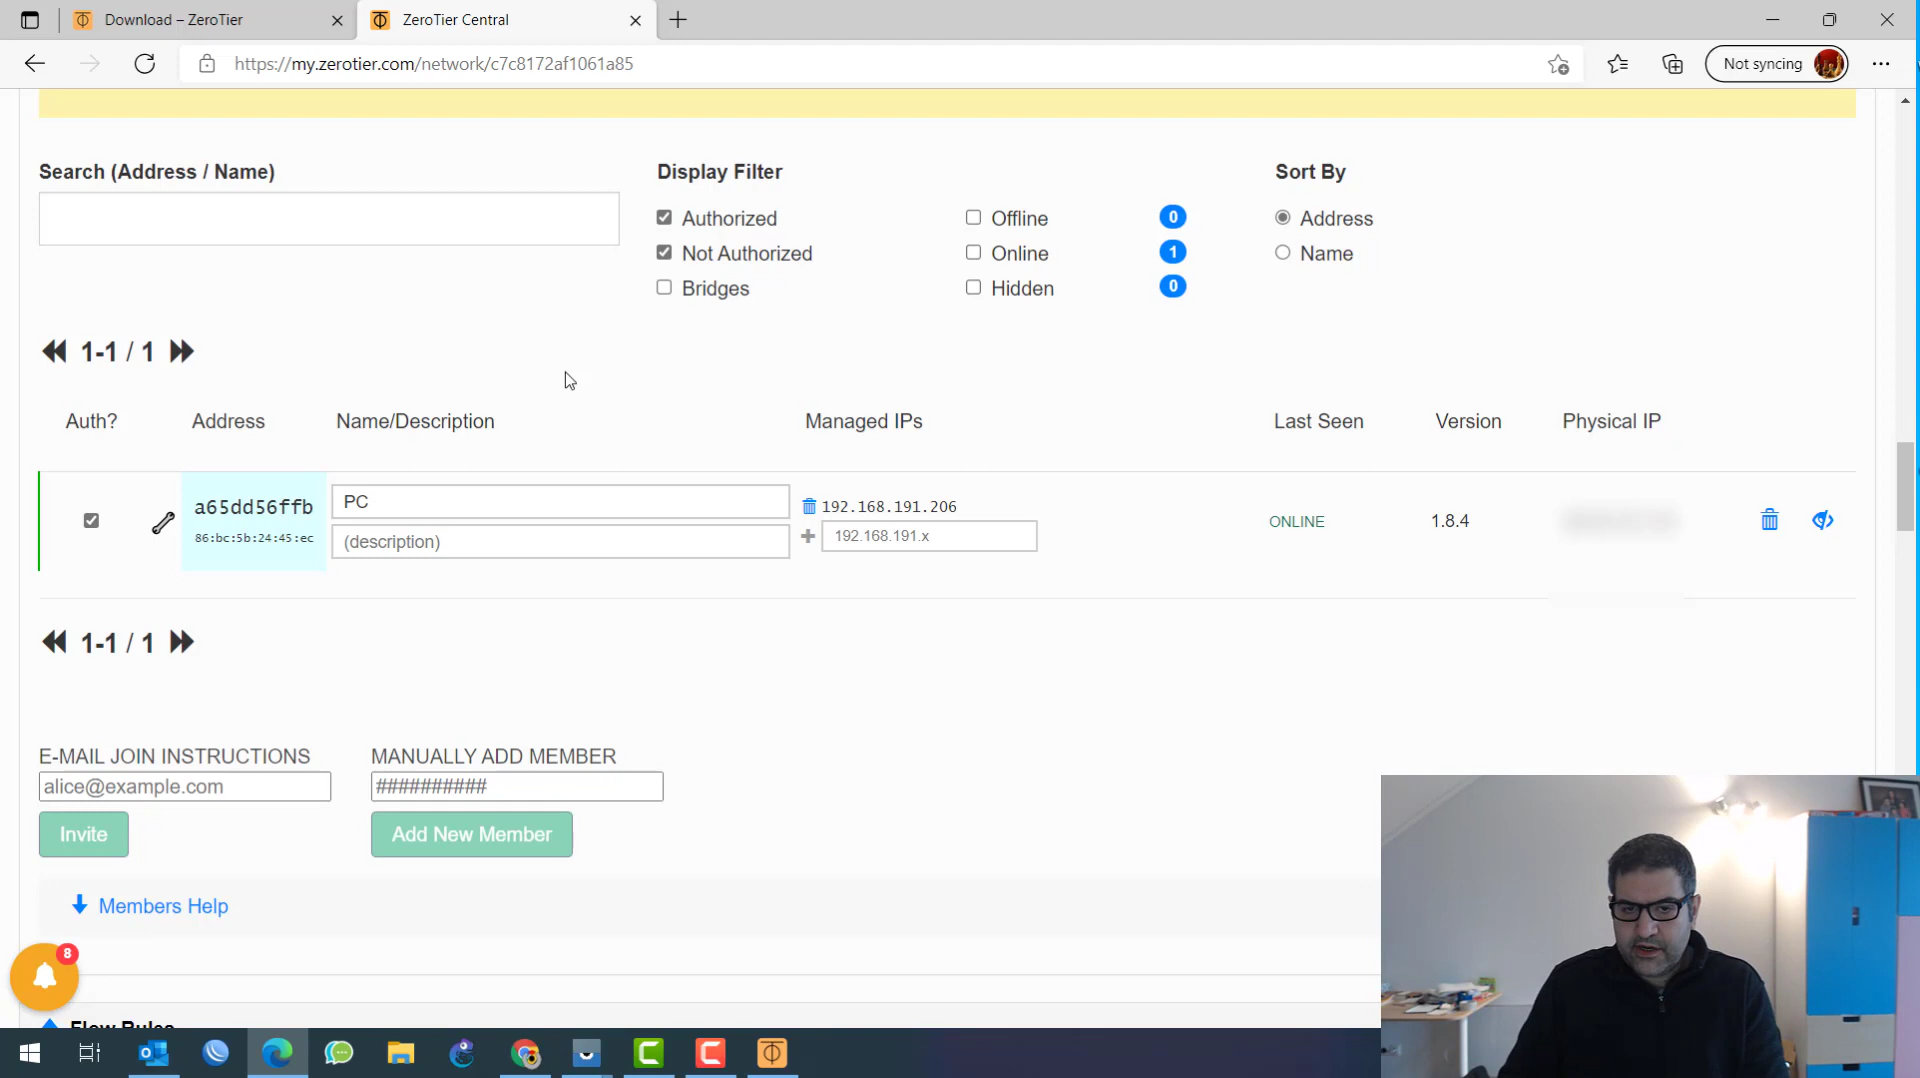 Download – ZeroTier
ZeroTier Central
https://my.zerotier.com/network/c7c8172af1061a85
Not syncing
Search (Address / Name)
Display Filter
Sort By
Authorized
Offline
0
Address
Not Authorized
Online
1
Name
Bridges
Hidden
0
1-1 / 1
Auth?
Address
Name/Description
Managed IPs
Last Seen
Version
Physical IP
a65dd56ffb
86:bc:5b:24:45:ec
PC
(description)
192.168.191.206
192.168.191.x
ONLINE
1.8.4
1-1 / 1
E-MAIL JOIN INSTRUCTIONS
MANUALLY ADD MEMBER
alice@example.com
##########
Invite
Add New Member
Members Help
8
Flow Rules